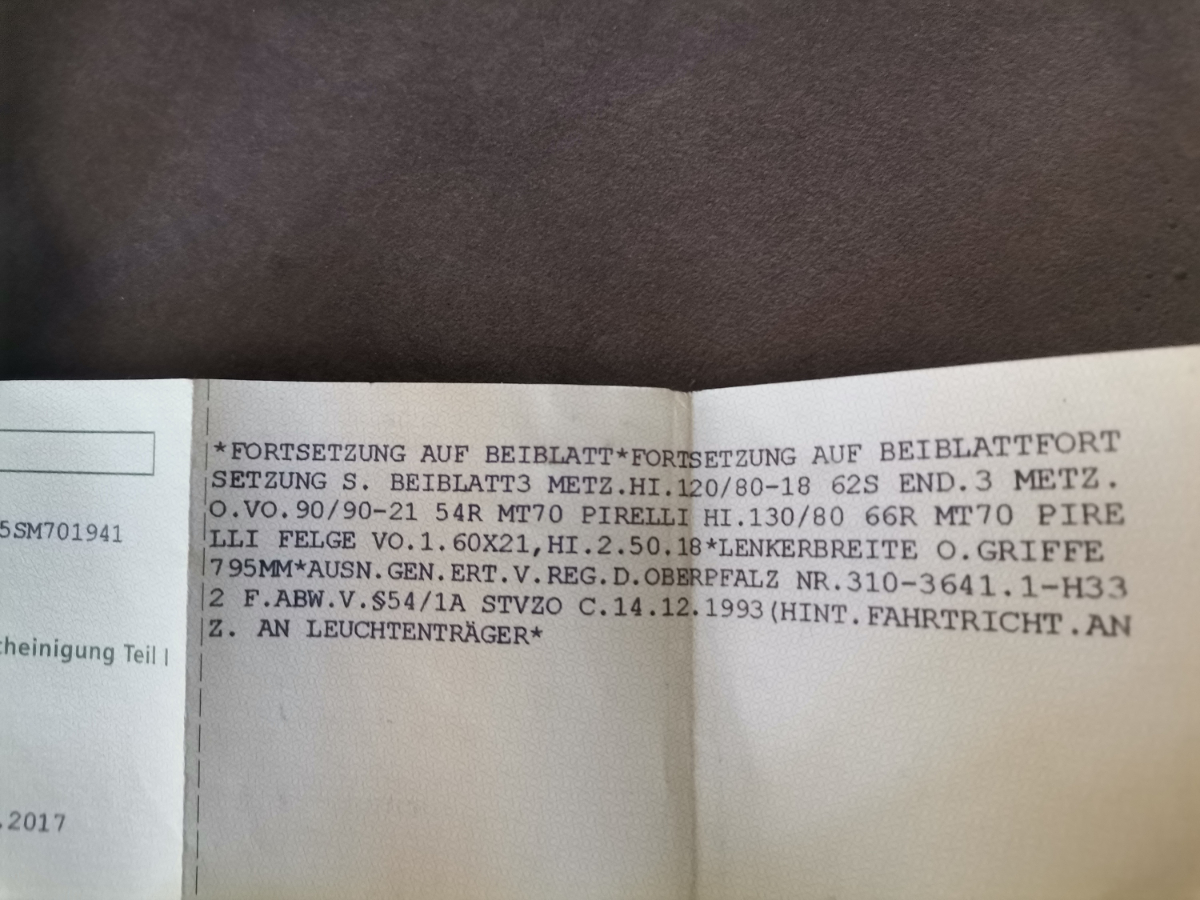 *FORTSETZUNG AUF BEIBLATT*FORTSETZUNG AUF BEIBLATTFORT
SETZUNG S. BEIBLATT3 METZ.HI.120/80-18 62S END.3 METZ.
O.VO.90/90-21 54R MT70 PIRELLI HI.130/80 66R MT70 PIRE
LLI FELGE VO.1.60X21,HI.2.50.18*LENKERBREITE O.GRIFFE
795MM*AUSN.GEN.ERT.V.REG.D.OBERPFALZ NR.310-3641.1-H33
2 F.ABW.V.§54/1A STVZO C.14.12.1993(HINT.FAHRTRICHT.AN
Z. AN LEUCHTENTRÄGER*
5SM701941
cheinigung Teil I
.2017